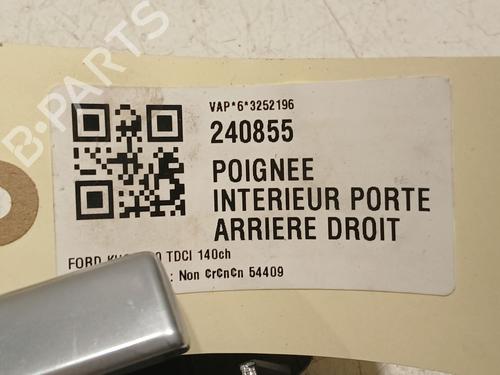 VAP*6*3252196
240855
POIGNEE
INTERIEUR PORTE
ARRIERE DROIT
FORD TDCI 140ch
: Non ¢r¢n¢n 54409
B-PARTS